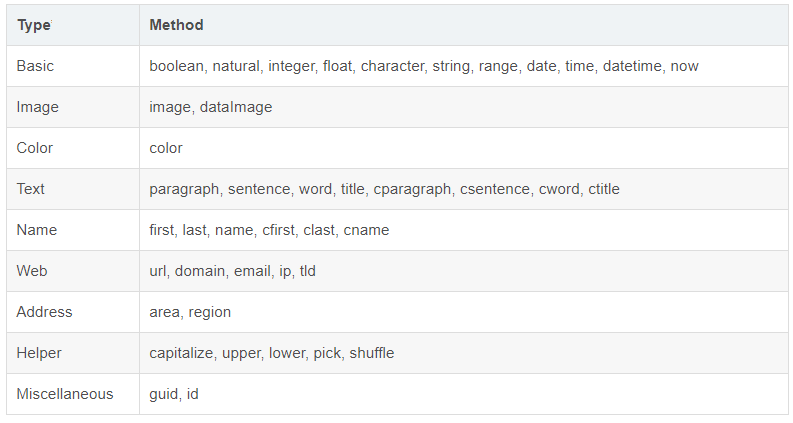 Type Method
Basic boolean, natural, integer, float, character, string, range, date, time, datetime, now
Image image, dataImage
Color color
Text paragraph, sentence, word, title, cparagraph, csentence, cword, ctitle
Name first, last, name, cfirst, clast, cname
Web url, domain, email, ip, tld
Address area, region
Helper capitalize, upper, lower, pick, shuffle
Miscellaneous guid, id